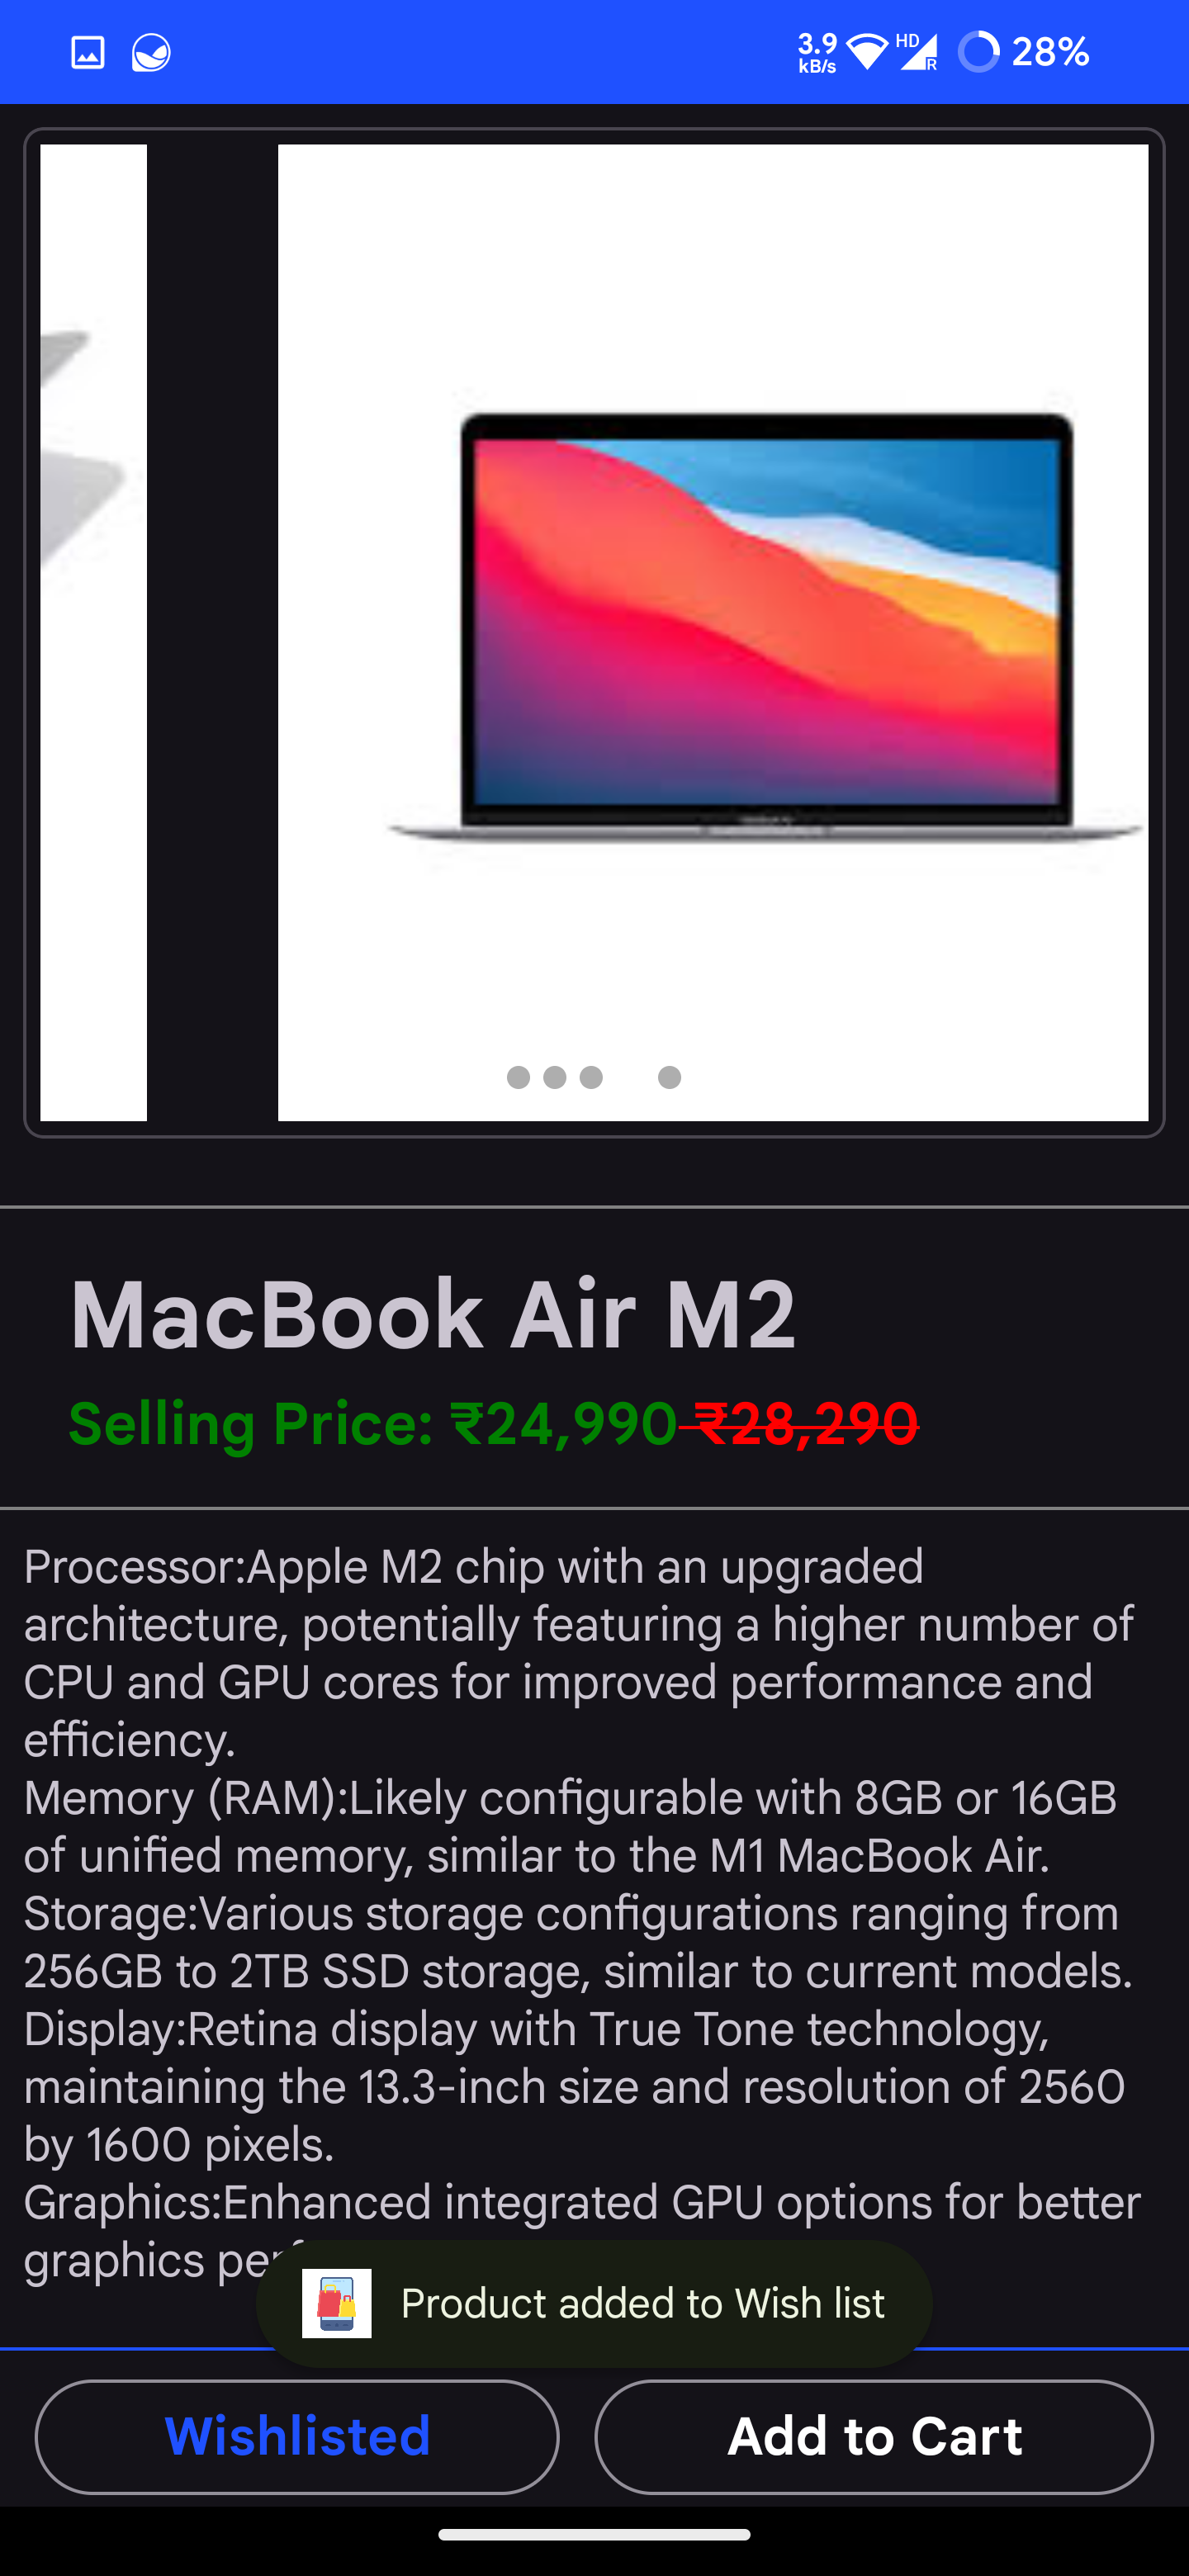 3.9
kB/s
HD
R
28%
MacBook Air M2
Selling Price: ₹24,990 ₹28,290
Processor:Apple M2 chip with an upgraded
architecture, potentially featuring a higher number of
CPU and GPU cores for improved performance and
efficiency.
Memory (RAM):Likely configurable with 8GB or 16GB
of unified memory, similar to the M1 MacBook Air.
Storage:Various storage configurations ranging from
256GB to 2TB SSD storage, similar to current models.
Display:Retina display with True Tone technology,
maintaining the 13.3-inch size and resolution of 2560
by 1600 pixels.
Graphics:Enhanced integrated GPU options for better
graphics
Product added to Wish list
Wishlisted
Add to Cart